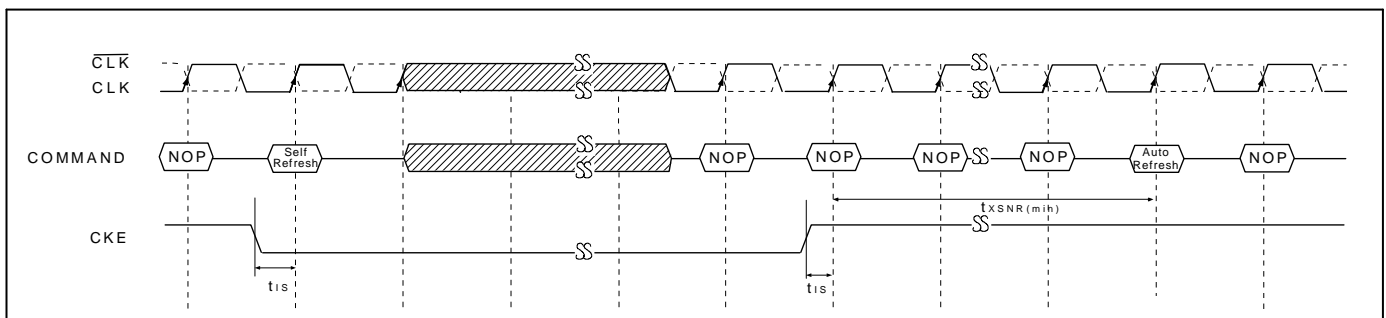 CLK
CLK
COMMAND
NOP
Self
Refresh
NOP
NOP
NOP
NOP
Auto
Refresh
NOP
tXSNR(min)
CKE
tIS
tIS